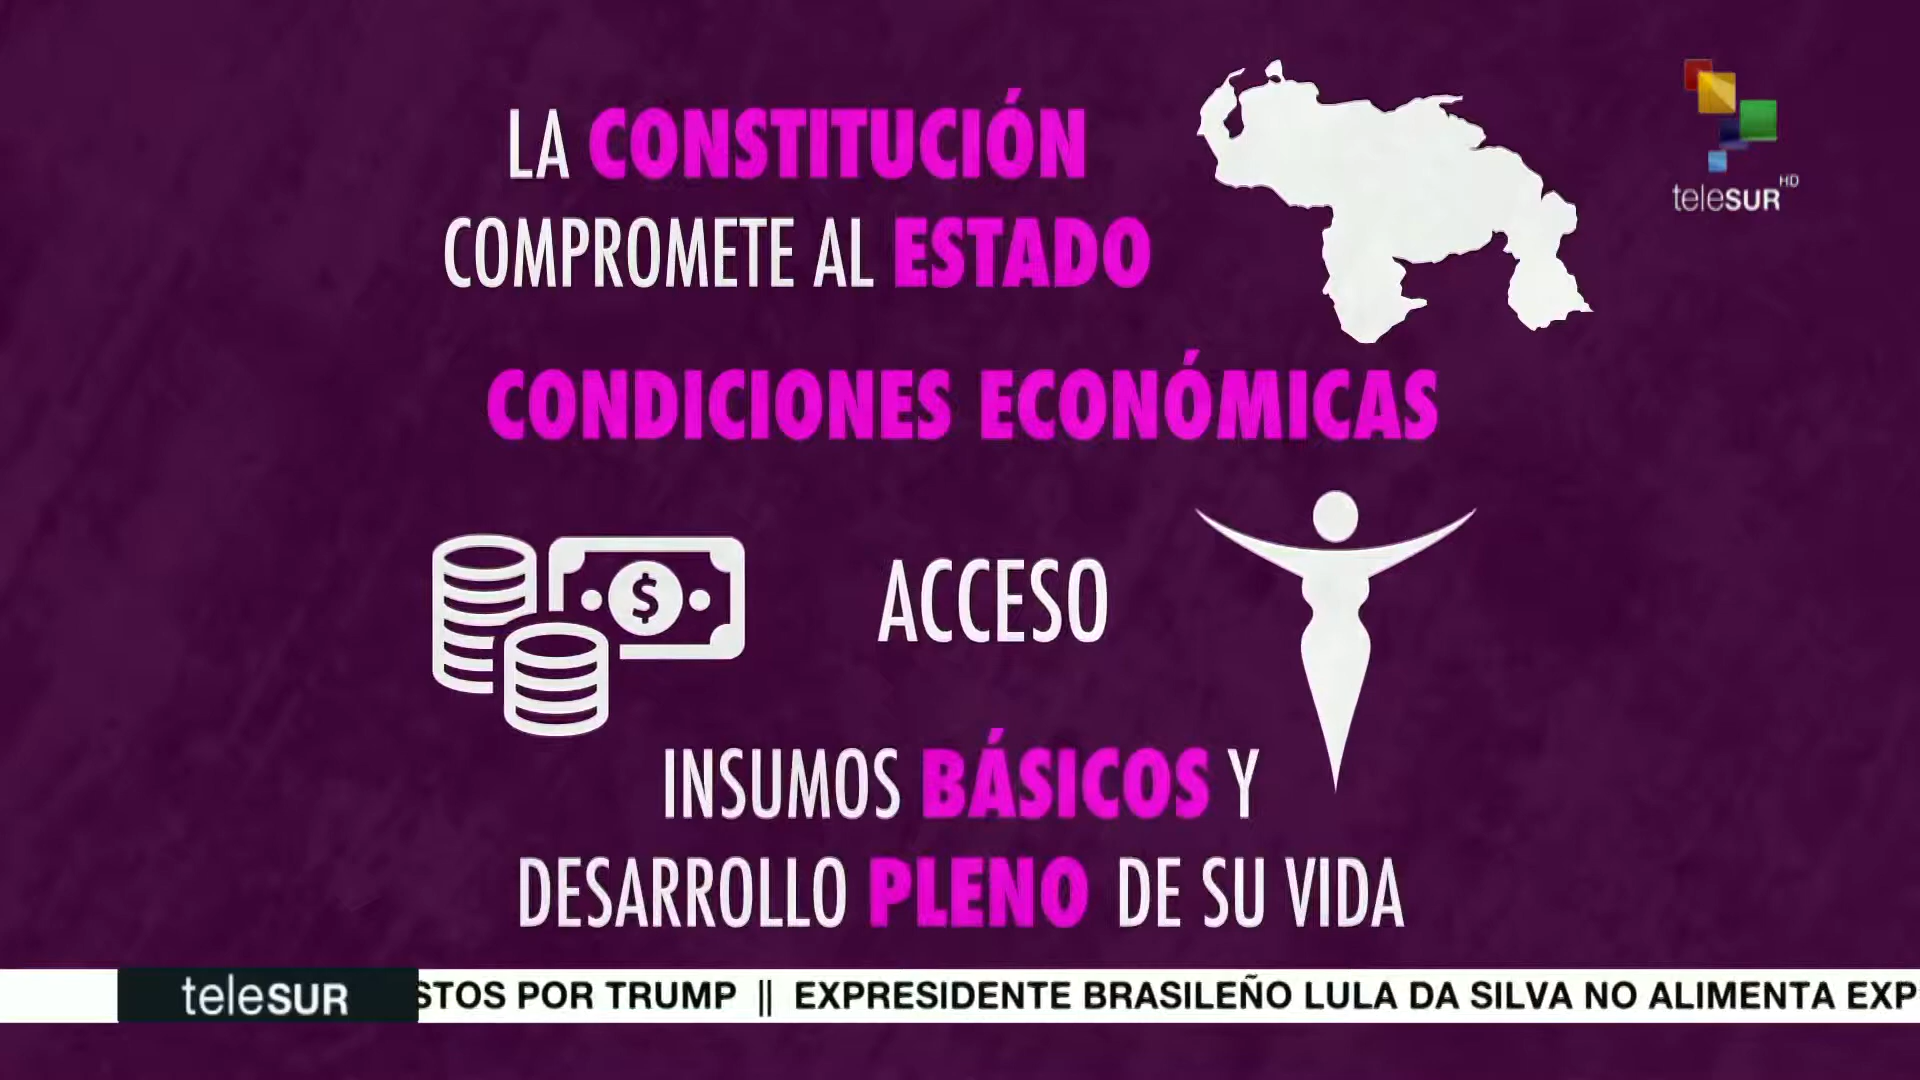 LA CONSTITUCIÓN
COMPROMETE AL ESTADO
teleSUR HD
CONDICIONES ECONÓMICAS
$
ACCESO
INSUMOS BÁSICOS Y
DESARROLLO PLENO DE SU VIDA
teleSUR
STOS POR TRUMP || EXPRESIDENTE BRASILEÑO LULA DA SILVA NO ALIMENTA EXP